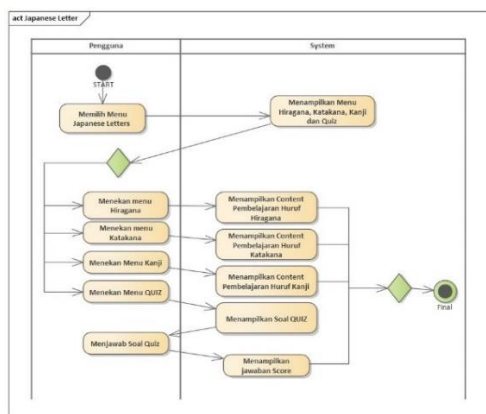 act Japanese Letter
Pengguna
System
START
Memilih Menu
Japanese Letters
Menampilkan Menu
Hiragana, Katakana, Kanji
dan Quiz
Menekan menu
Hiragana
Menampilkan Content
Pembelajaran Huruf
Hiragana
Menekan menu
Katakana
Menampilkan Content
Pembelajaran Huruf
Katakana
Menekan Menu Kanji
Menampilkan Content
Pembelajaran Huruf Kanji
Menekan Menu QUIZ
Menampilkan Soal QUIZ
Final
Menjawab Soal Quiz
Menampilkan
jawaban Score